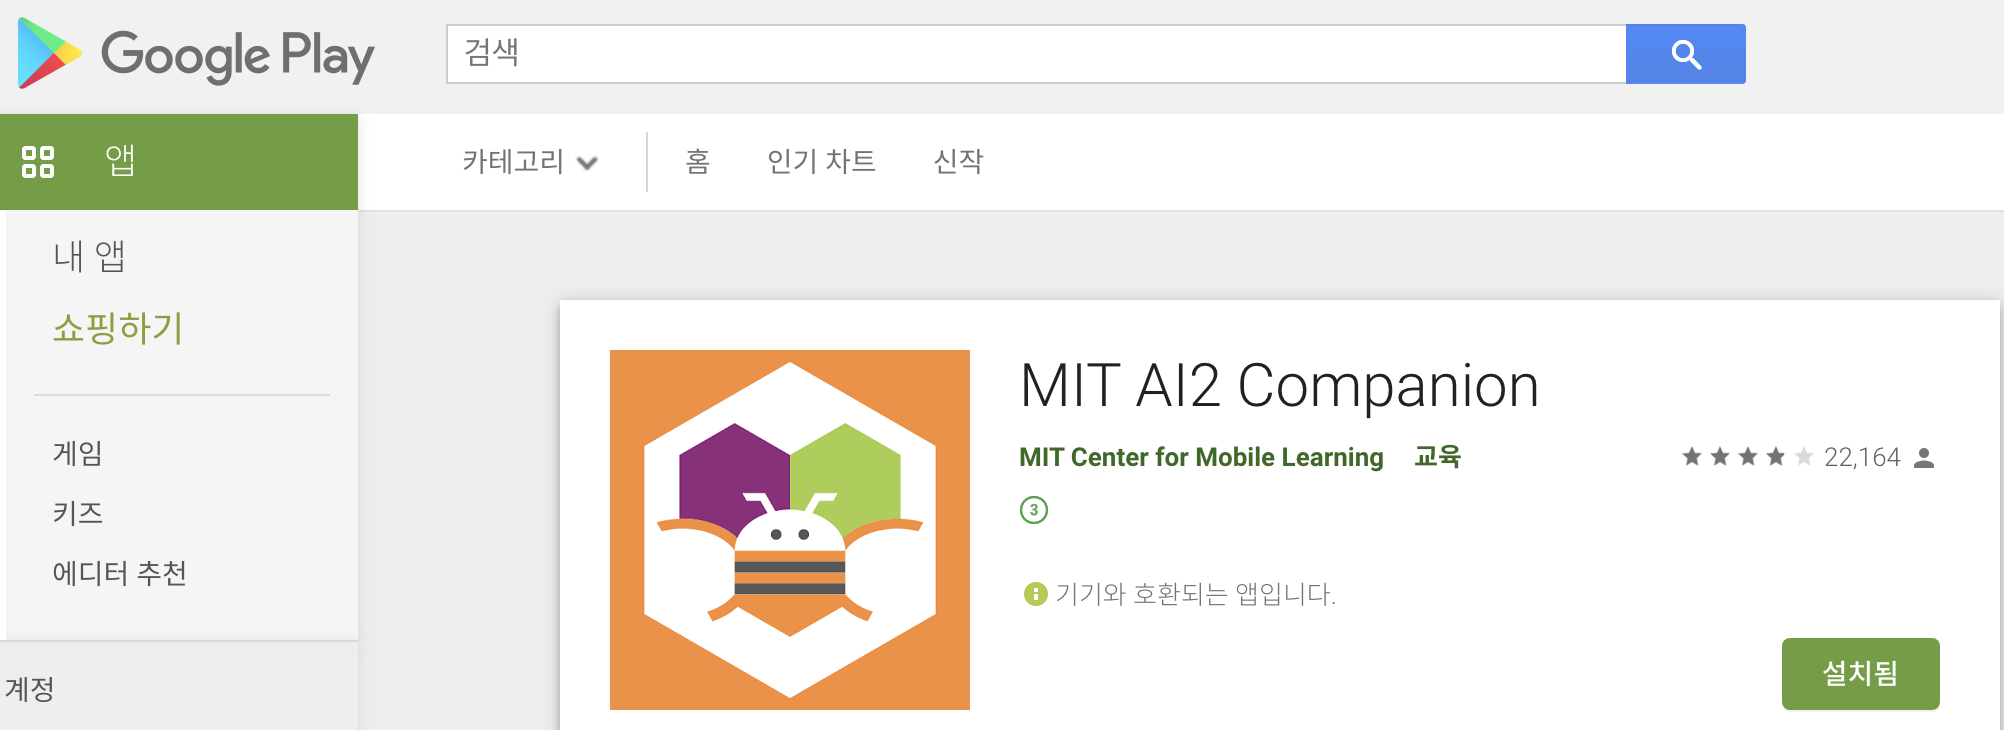 Google Play
검색
앱
카테고리
홈
인기 차트
신작
내 앱
쇼핑하기
게임
키즈
에디터 추천
계정
MIT AI2 Companion
MIT Center for Mobile Learning 교육
22,164
3
기기와 호환되는 앱입니다.
설치됨